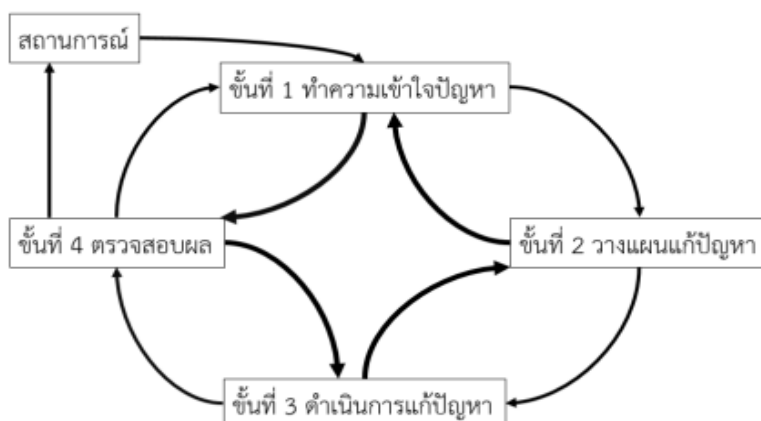 สถานการณ์
ขั้นที่ 1 ทำความเข้าใจปัญหา
ขั้นที่ 4 ตรวจสอบผล
ขั้นที่ 2 วางแผนแก้ปัญหา
ขั้นที่ 3 ดำเนินการแก้ปัญหา